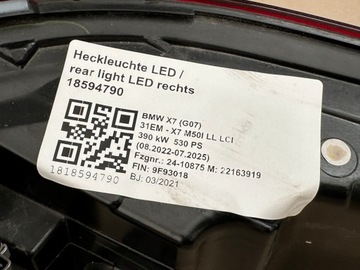 Heckleuchte LED /
rear light LED rechts
18594790
BMW X7 (G07)
31EM - X7 M50I LL LCI
390 kW 530 PS
(08.2022-07.2025)
Fzgnr.: 24-10875 M: 22163919
FIN: 9F93018
BJ: 03/2021
1818594790